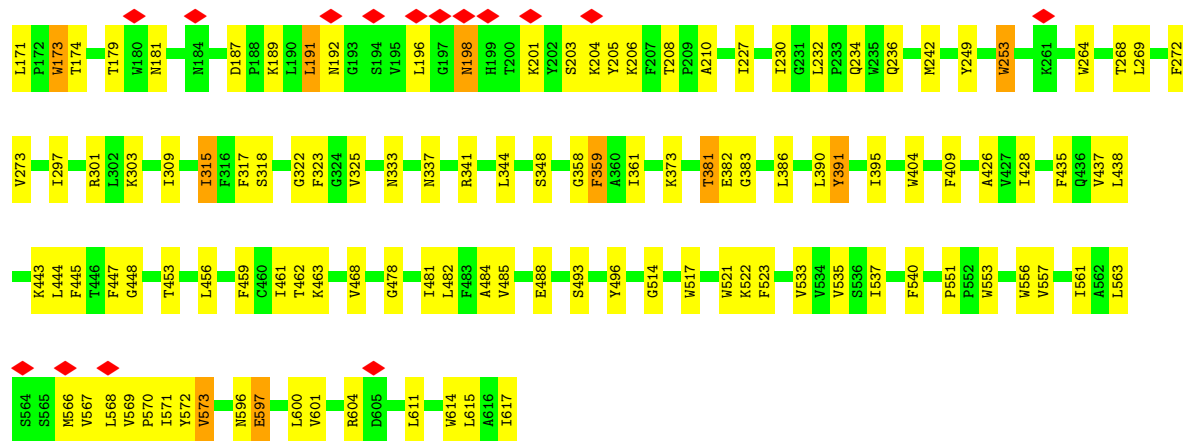 L171 P172 W173 T174 T179 W180 N181 N184 D187 P188 K189 L190 L191 N192 G193 S194 V195 L196 G197 N198 H199 T200 K201 Y202 S203 K204 Y205 K206 F207 T208 P209 A210 I227 I230 G231 L232 P233 Q234 W235 Q236 M242 Y249 W253 K261 W264 T268 L269 F272
V273 I297 R301 L302 K303 I309 I315 F316 F317 S318 G322 F323 G324 V325 N333 N337 R341 L344 S348 G358 F359 A360 I361 K373 T381 E382 G383 L386 L390 Y391 I395 W404 F409 A426 V427 I428 F435 Q436 V437 L438
K443 L444 F445 T446 F447 G448 T453 L456 F459 C460 I461 T462 K463 V468 G478 I481 L482 F483 A484 V485 E488 S493 Y496 G514 W517 W521 K522 F523 V533 V534 V535 S536 I537 F540 P551 P552 W553 W556 V557 I561 A562 L563
S564 S565 M566 V567 L568 V569 P570 I571 Y572 V573 N596 E597 L600 V601 R604 D605 L611 W614 L615 A616 I617